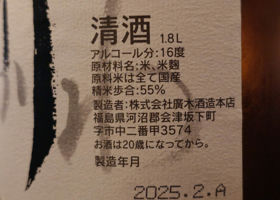 清酒 1.8L
アルコール分:16度
原材料名:米、米麹
原料米は全て国産
精米歩合:55%
製造者:株式会社廣木酒造本店
福島県河沼郡会津坂下町
字市中二番甲3574
お酒は20歳になってから。
製造年月
2025.2.A